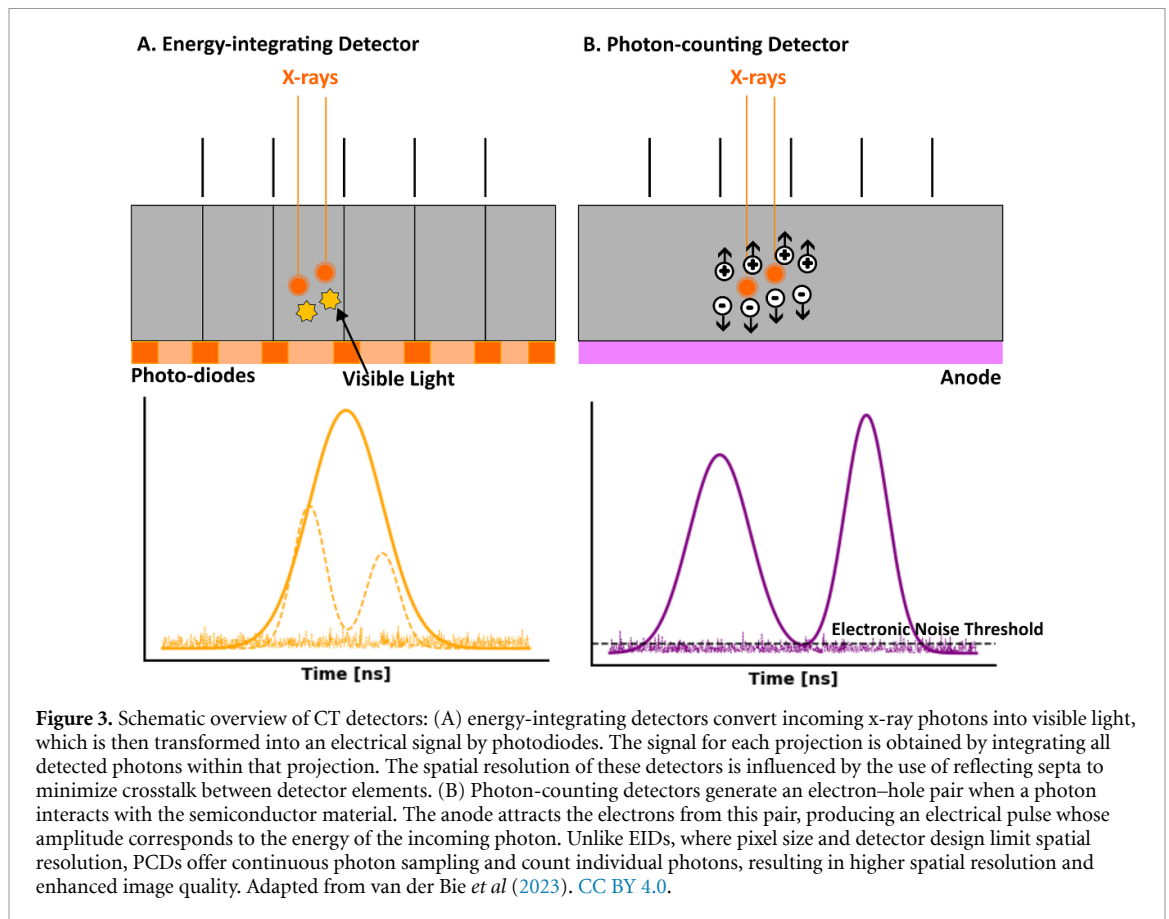 A. Energy-integrating Detector
X-rays
Photo-diodes
Visible Light
Time [ns]
B. Photon-counting Detector
X-rays
+ + + +
- - - -
Anode
Electronic Noise Threshold
Time [ns]
Figure 3. Schematic overview of CT detectors: (A) energy-integrating detectors convert incoming x-ray photons into visible light,
which is then transformed into an electrical signal by photodiodes. The signal for each projection is obtained by integrating all
detected photons within that projection. The spatial resolution of these detectors is influenced by the use of reflecting septa to
minimize crosstalk between detector elements. (B) Photon-counting detectors generate an electron–hole pair when a photon
interacts with the semiconductor material. The anode attracts the electrons from this pair, producing an electrical pulse whose
amplitude corresponds to the energy of the incoming photon. Unlike EIDs, where pixel size and detector design limit spatial
resolution, PCDs offer continuous photon sampling and count individual photons, resulting in higher spatial resolution and
enhanced image quality. Adapted from van der Bie et al (2023). CC BY 4.0.